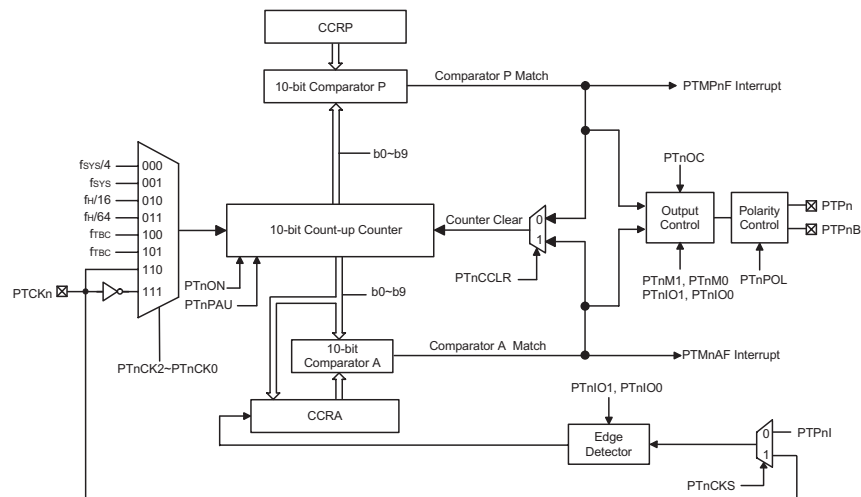 CCRP
10-bit Comparator P
Comparator P Match
PTMPnF Interrupt
b0~b9
fSYS/4
000
fSYS
001
fH/16
010
fH/64
011
fTBC
100
fTBC
101
110
111
PTCKn
PTnCK2~PTnCK0
10-bit Count-up Counter
PTnON
PTnPAU
b0~b9
Counter Clear
0
1
PTnCCLR
PTnOC
Output
Control
PTnM1, PTnM0
PTnIO1, PTnIO0
Polarity
Control
PTnPOL
PTPn
PTPnB
10-bit
Comparator A
Comparator A Match
PTMnAF Interrupt
CCRA
PTnIO1, PTnIO0
Edge
Detector
0
1
PTPnI
PTnCKS